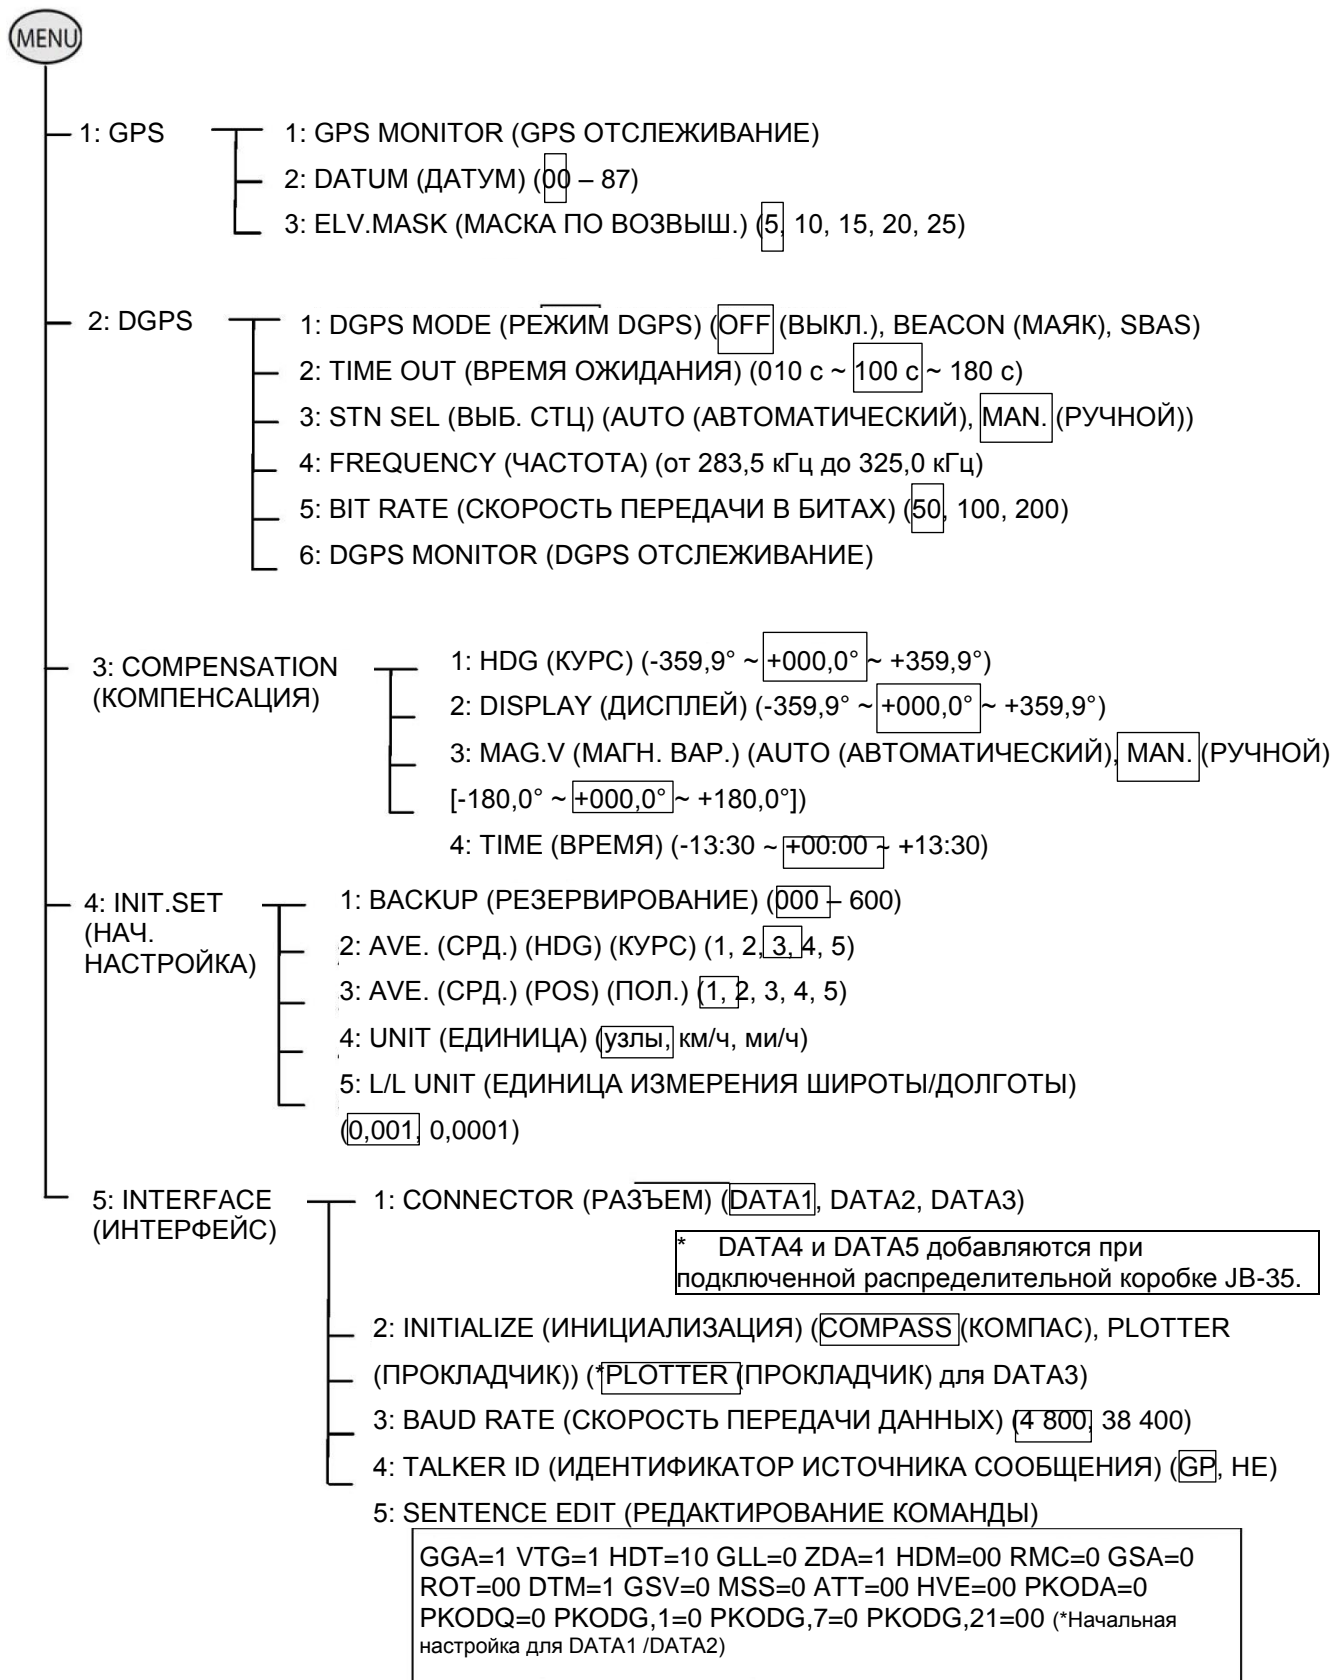 MENU
1: GPS
1: GPS MONITOR (GPS ОТСЛЕЖИВАНИЕ)
2: DATUM (ДАТУМ) (00 – 87)
3: ELV.MASK (МАСКА ПО ВОЗВЫШ.) (5, 10, 15, 20, 25)
2: DGPS
1: DGPS MODE (РЕЖИМ DGPS) (OFF (ВЫКЛ.), BEACON (МАЯК), SBAS)
2: TIME OUT (ВРЕМЯ ОЖИДАНИЯ) (010 с ~ 100 с ~ 180 с)
3: STN SEL (ВЫБ. СТЦ) (AUTO (АВТОМАТИЧЕСКИЙ), MAN. (РУЧНОЙ))
4: FREQUENCY (ЧАСТОТА) (от 283,5 кГц до 325,0 кГц)
5: BIT RATE (СКОРОСТЬ ПЕРЕДАЧИ В БИТАХ) (50, 100, 200)
6: DGPS MONITOR (DGPS ОТСЛЕЖИВАНИЕ)
3: COMPENSATION
(КОМПЕНСАЦИЯ)
1: HDG (КУРС) (-359,9° ~ +000,0° ~ +359,9°)
2: DISPLAY (ДИСПЛЕЙ) (-359,9° ~ +000,0° ~ +359,9°)
3: MAG.V (МАГН. ВАР.) (AUTO (АВТОМАТИЧЕСКИЙ), MAN. (РУЧНОЙ)
[-180,0° ~ +000,0° ~ +180,0°])
4: TIME (ВРЕМЯ) (-13:30 ~ +00:00 ~ +13:30)
4: INIT.SET
(НАЧ.
НАСТРОЙКА)
1: BACKUP (РЕЗЕРВИРОВАНИЕ) (000 – 600)
2: AVE. (СРД.) (HDG) (КУРС) (1, 2, 3, 4, 5)
3: AVE. (СРД.) (POS) (ПОЛ.) (1, 2, 3, 4, 5)
4: UNIT (ЕДИНИЦА) (узлы, км/ч, ми/ч)
5: L/L UNIT (ЕДИНИЦА ИЗМЕРЕНИЯ ШИРОТЫ/ДОЛГОТЫ)
(0,001, 0,0001)
5: INTERFACE
(ИНТЕРФЕЙС)
1: CONNECTOR (РАЗЪЕМ) (DATA1, DATA2, DATA3)
* DATA4 и DATA5 добавляются при
подключенной распределительной коробке JB-35.
2: INITIALIZE (ИНИЦИАЛИЗАЦИЯ) (COMPASS (КОМПАС), PLOTTER
(ПРОКЛАДЧИК)) (*PLOTTER (ПРОКЛАДЧИК) для DATA3)
3: BAUD RATE (СКОРОСТЬ ПЕРЕДАЧИ ДАННЫХ) (4 800, 38 400)
4: TALKER ID (ИДЕНТИФИКАТОР ИСТОЧНИКА СООБЩЕНИЯ) (GP, HE)
5: SENTENCE EDIT (РЕДАКТИРОВАНИЕ КОМАНДЫ)
GGA=1 VTG=1 HDT=10 GLL=0 ZDA=1 HDM=00 RMC=0 GSA=0
ROT=00 DTM=1 GSV=0 MSS=0 ATT=00 HVE=00 PKODA=0
PKODQ=0 PKODG,1=0 PKODG,7=0 PKODG,21=00 (*Начальная
настройка для DATA1 /DATA2)